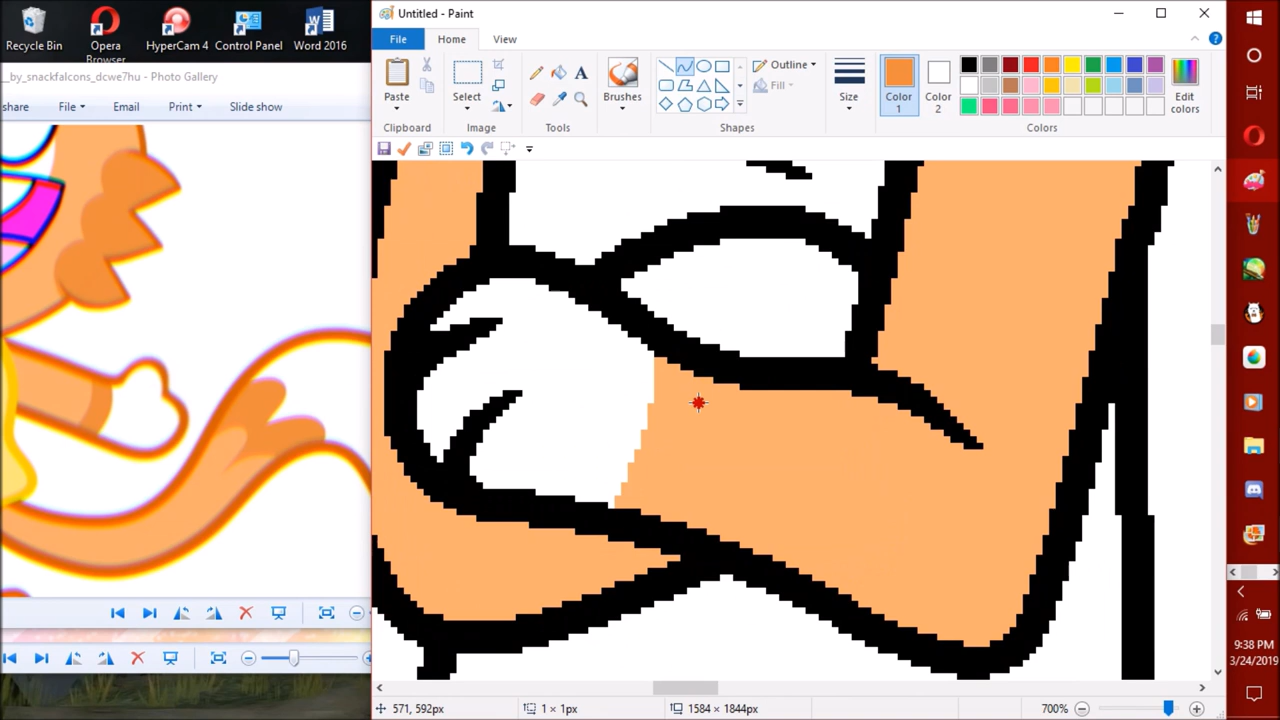 Recycle Bin
Opera
Browser
HyperCam 4
Control Panel
Word 2016
_by_snackfalcons_dcwe7hu - Photo Gallery
share
File
Email
Print
Slide show
Untitled - Paint
File
Home
View
Paste
Select
Brushes
Outline
Fill
Size
Color
1
Color
2
Edit
colors
Clipboard
Image
Tools
Shapes
Colors
571, 592px
1 × 1px
1584 × 1844px
700%
9:38 PM
3/24/2019